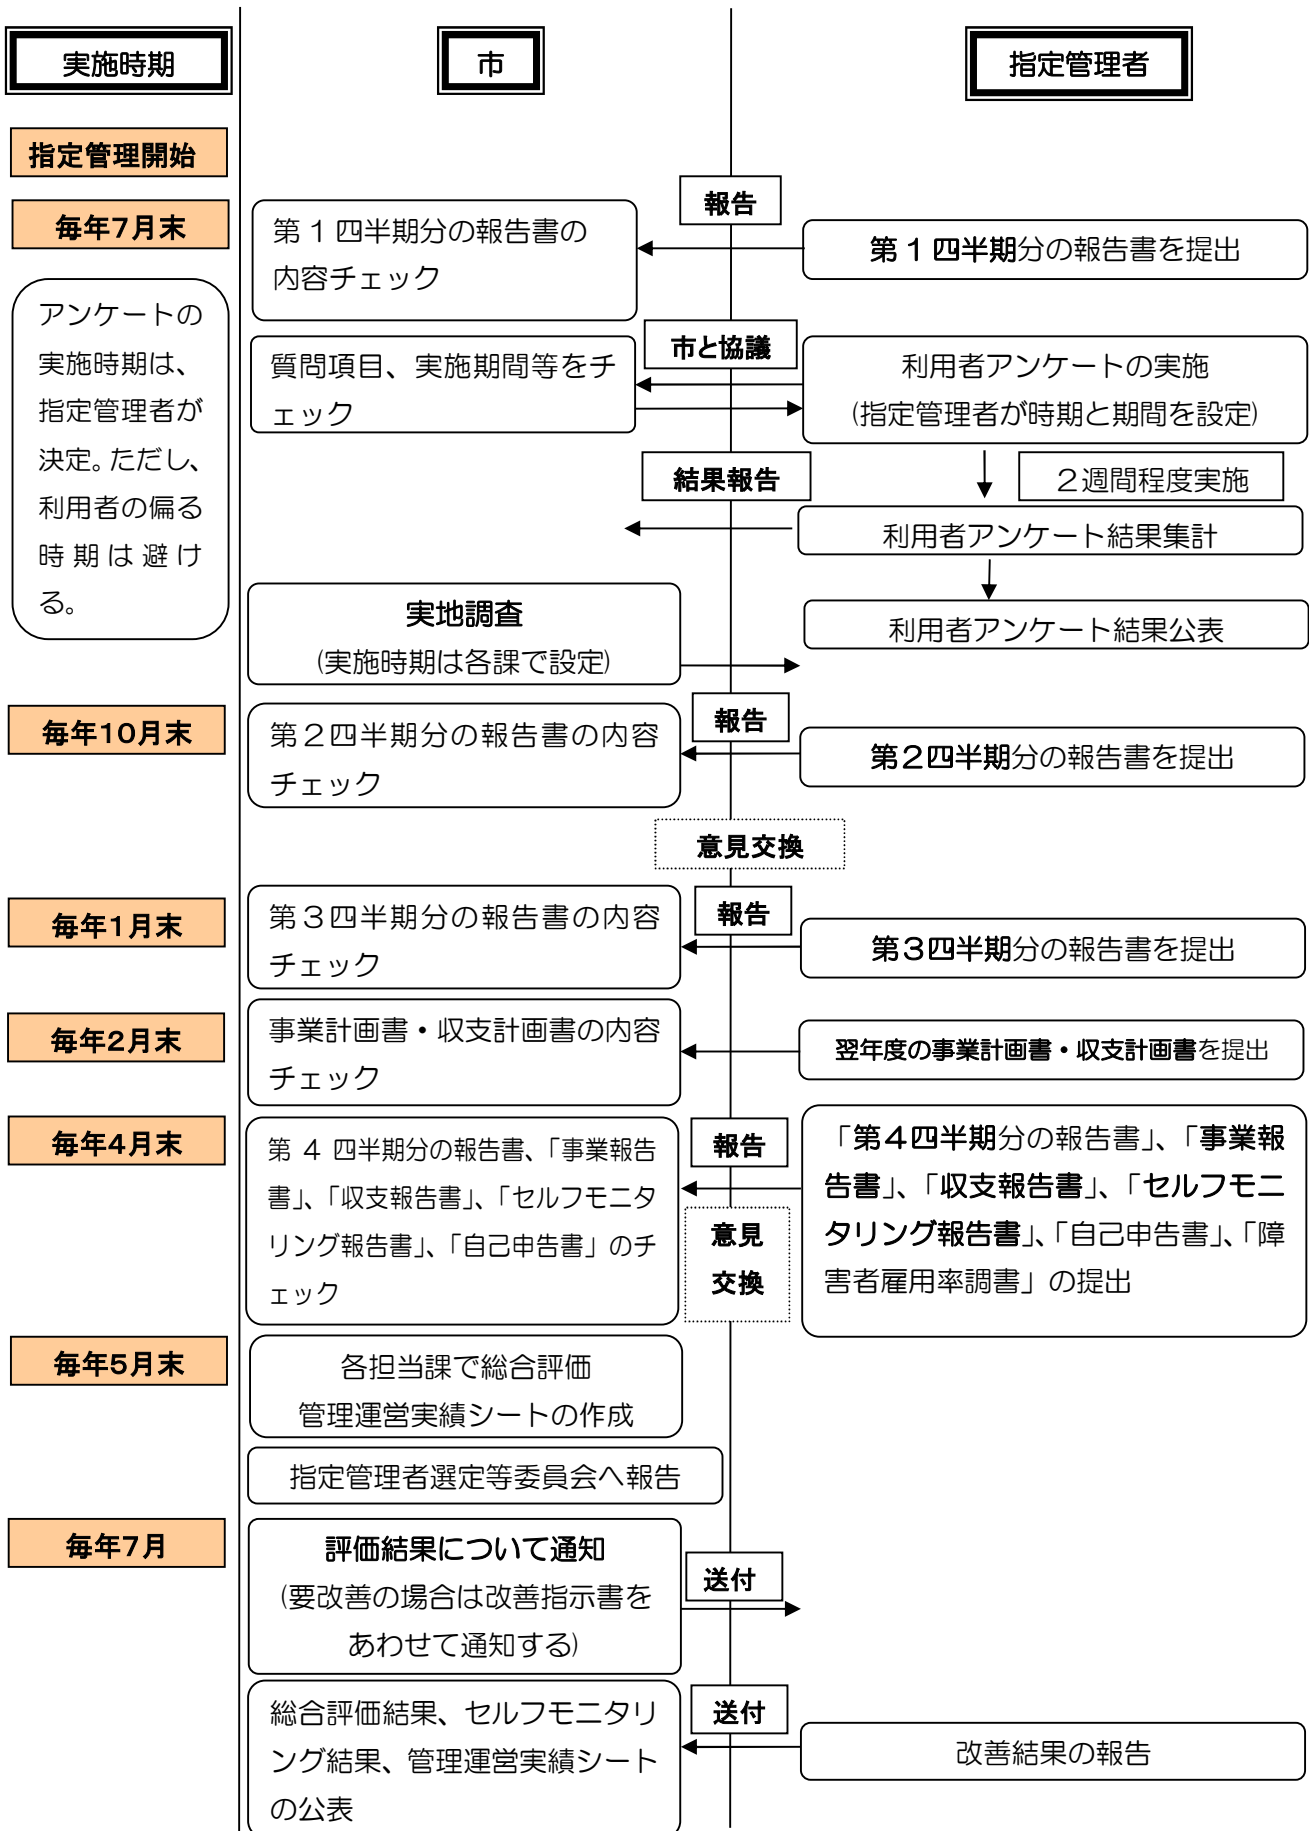 実施時期
市
指定管理者
指定管理開始
報告
毎年7月末
第１四半期分の報告書の
内容チェック
第１四半期分の報告書を提出
アンケートの
実施時期は、
指定管理者が
決定。ただし、
利用者の偏る
時期は避け
る。
市と協議
質問項目、実施期間等をチ
ェック
利用者アンケートの実施
(指定管理者が時期と期間を設定)
結果報告
２週間程度実施
利用者アンケート結果集計
実地調査
(実施時期は各課で設定)
利用者アンケート結果公表
毎年10月末
報告
第２四半期分の報告書の内容
チェック
第２四半期分の報告書を提出
意見交換
毎年1月末
報告
第３四半期分の報告書の内容
チェック
第３四半期分の報告書を提出
毎年2月末
事業計画書・収支計画書の内容
チェック
翌年度の事業計画書・収支計画書を提出
毎年4月末
報告
第 4 四半期分の報告書、「事業報告
書」、「収支報告書」、「セルフモニタ
リング報告書」、「自己申告書」のチ
ェック
意見
交換
「第４四半期分の報告書」、「事業報
告書」、「収支報告書」、「セルフモニ
タリング報告書」、「自己申告書」、「障
害者雇用率調書」の提出
毎年5月末
各担当課で総合評価
管理運営実績シートの作成
指定管理者選定等委員会へ報告
毎年7月
評価結果について通知
(要改善の場合は改善指示書を
あわせて通知する)
送付
総合評価結果、セルフモニタリ
ング結果、管理運営実績シート
の公表
送付
改善結果の報告